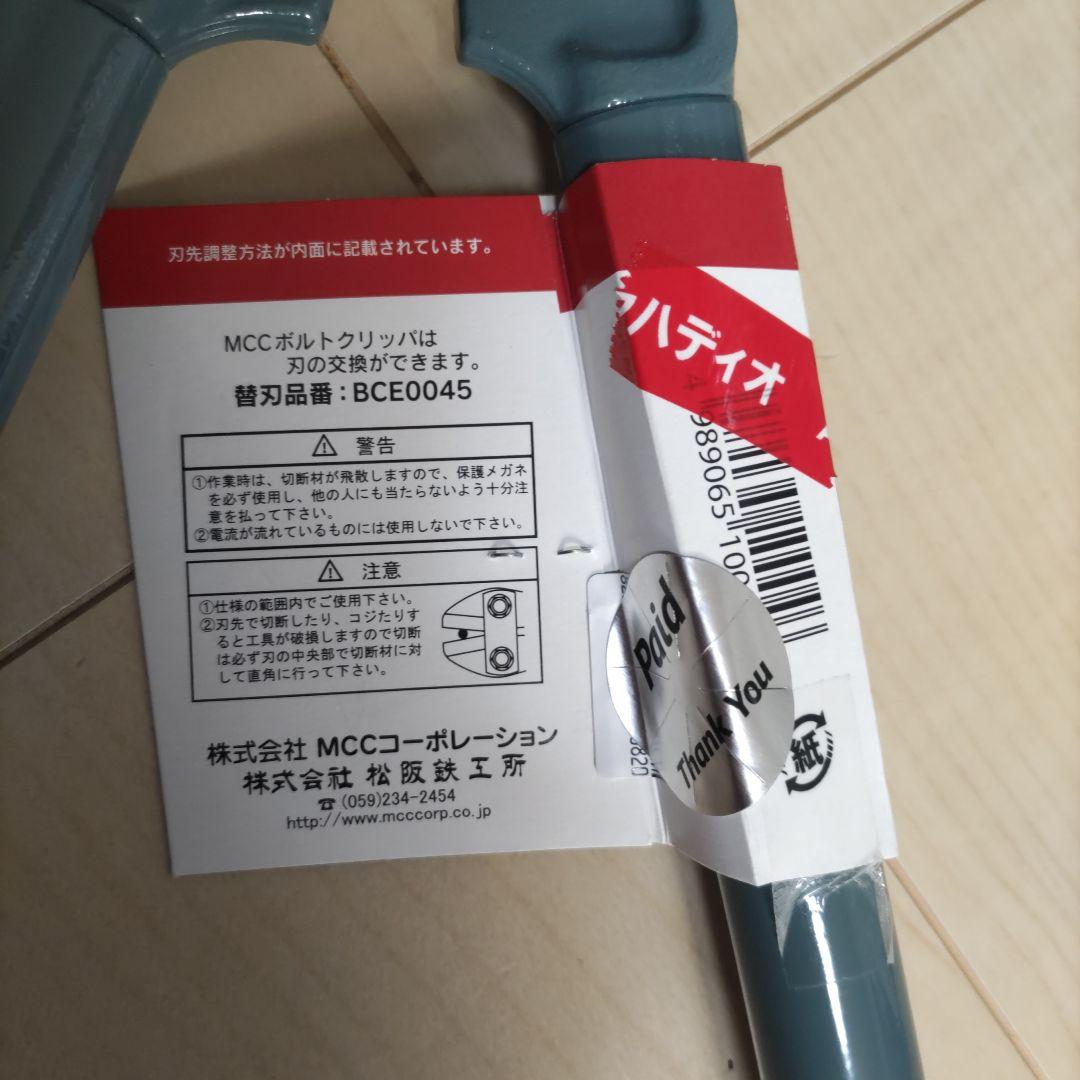 刃先調整方法が内面に記載されています。
MCCボルトクリッパは
刃の交換ができます。
替刃品番：BCE0045
⚠ 警告
①作業時は、切断材が飛散しますので、保護メガネ
を必ず使用し、他の人にも当たらないよう十分注
意を払って下さい。
②電流が流れているものには使用しないで下さい。
⚠ 注意
①仕様の範囲内でご使用下さい。
②刃先で切断したり、コジたりす
ると工具が破損しますので切断
は必ず刃の中央部で切断材に対
して直角に行って下さい。
株式会社 MCCコーポレーション
株式会社 松阪鉄工所
☎(059)234-2454
http://www.mcccorp.co.jp
ハディオ
4 989065 100
Paid
Thank You
紙